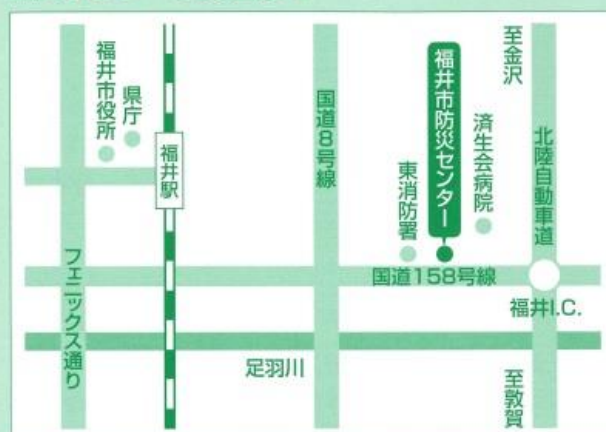 福井市役所
県庁
福井駅
フェニックス通り
国道8号線
足羽川
東消防署
福井市防災センター
済生会病院
国道158号線
至金沢
北陸自動車道
福井I.C.
至敦賀